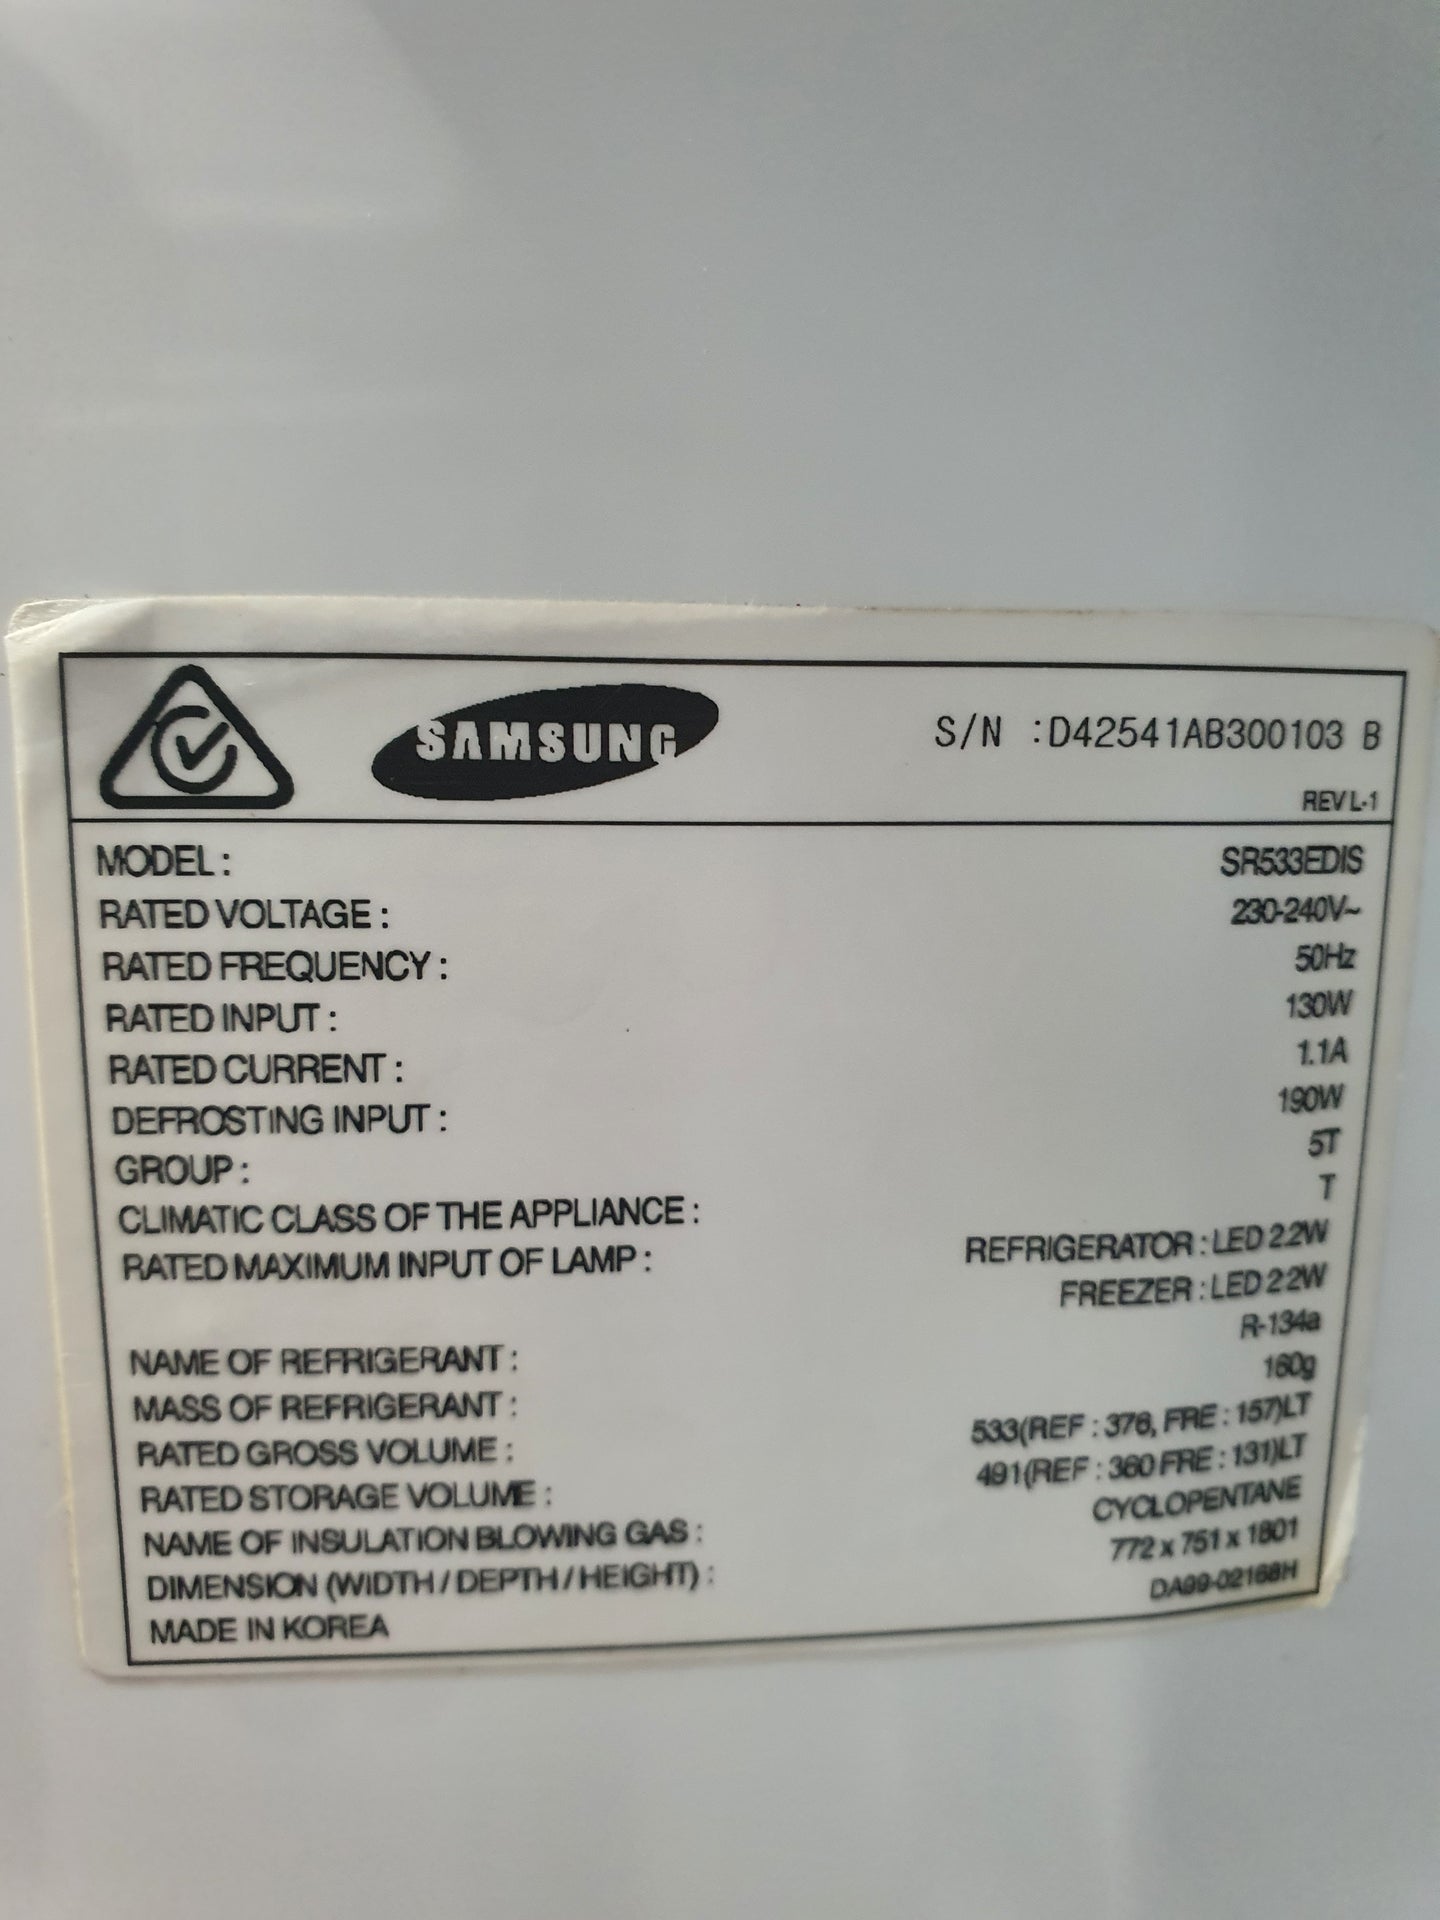 SAMSUNG S/N :D42541AB300103 B
REV L-1
MODEL: SR533EDIS
RATED VOLTAGE: 230-240V~
RATED FREQUENCY: 50Hz
RATED INPUT: 130W
RATED CURRENT: 1.1A
DEFROSTING INPUT: 190W
GROUP: 5T
CLIMATIC CLASS OF THE APPLIANCE: T
RATED MAXIMUM INPUT OF LAMP: REFRIGERATOR: LED 2.2W
FREEZER: LED 2.2W
NAME OF REFRIGERANT: R-134a
MASS OF REFRIGERANT: 160g
RATED GROSS VOLUME: 533(REF : 376, FRE : 157)LT
RATED STORAGE VOLUME: 491(REF : 360 FRE : 131)LT
NAME OF INSULATION BLOWING GAS: CYCLOPENTANE
DIMENSION (WIDTH / DEPTH / HEIGHT): 772 x 751 x 1801
MADE IN KOREA DA99-02168H